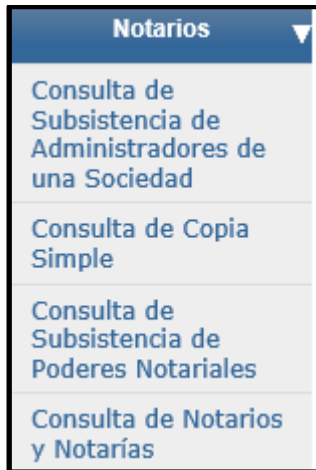 Notarios
Consulta de
Subsistencia de
Administradores de
una Sociedad
Consulta de Copia
Simple
Consulta de
Subsistencia de
Poderes Notariales
Consulta de Notarios
y Notarías